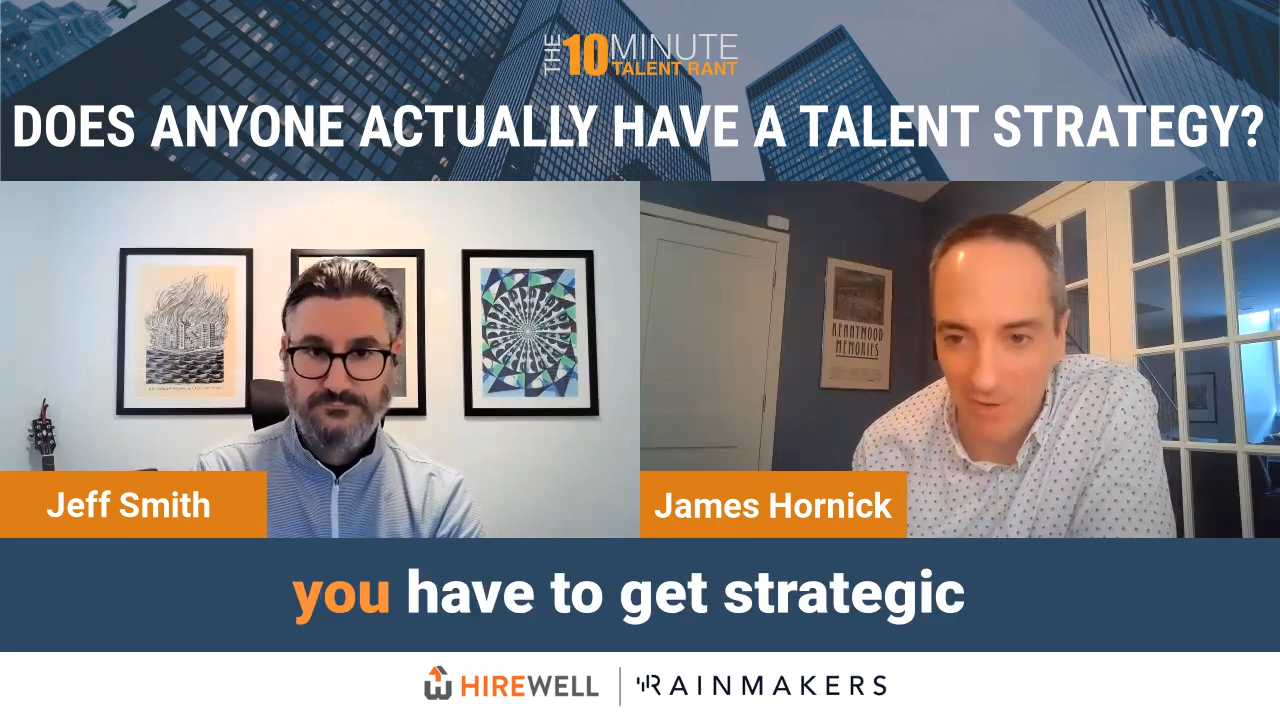 THE 10 MINUTE
TALENT RANT
DOES ANYONE ACTUALLY HAVE A TALENT STRATEGY?
KENNTWOOD
MEMORIES
Jeff Smith
James Hornick
you have to get strategic
HIREWELL
RAINMAKERS